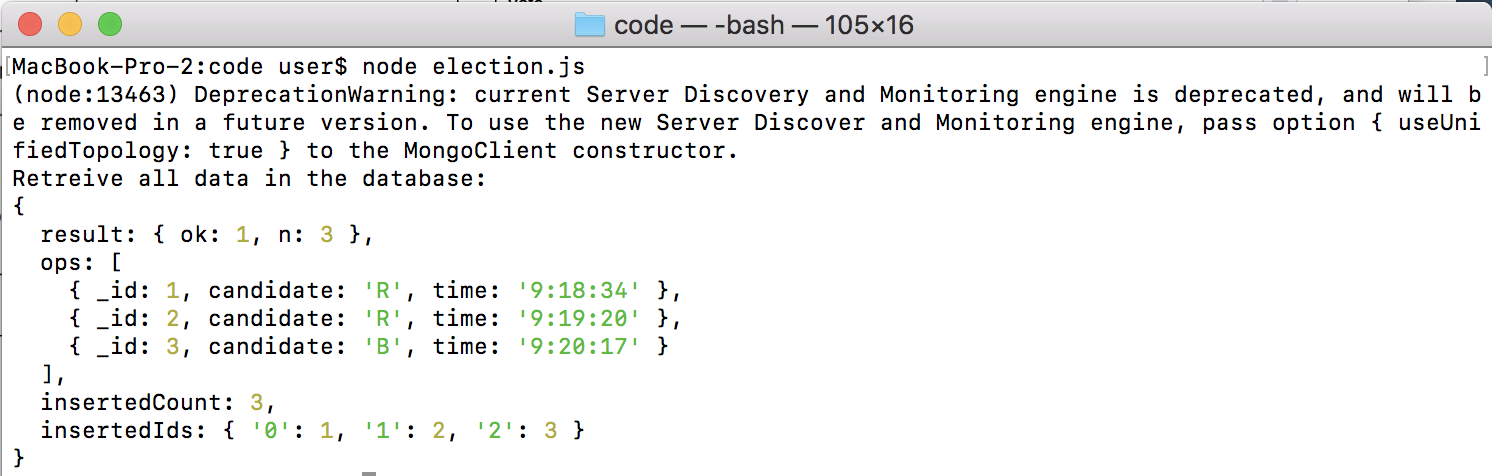 code — -bash — 105×16
[MacBook-Pro-2:code user$ node election.js ]
(node:13463) DeprecationWarning: current Server Discovery and Monitoring engine is deprecated, and will b
e removed in a future version. To use the new Server Discover and Monitoring engine, pass option { useUni
fiedTopology: true } to the MongoClient constructor.
Retreive all data in the database:
{
  result: { ok: 1, n: 3 },
  ops: [
    { _id: 1, candidate: 'R', time: '9:18:34' },
    { _id: 2, candidate: 'R', time: '9:19:20' },
    { _id: 3, candidate: 'B', time: '9:20:17' }
  ],
  insertedCount: 3,
  insertedIds: { '0': 1, '1': 2, '2': 3 }
}